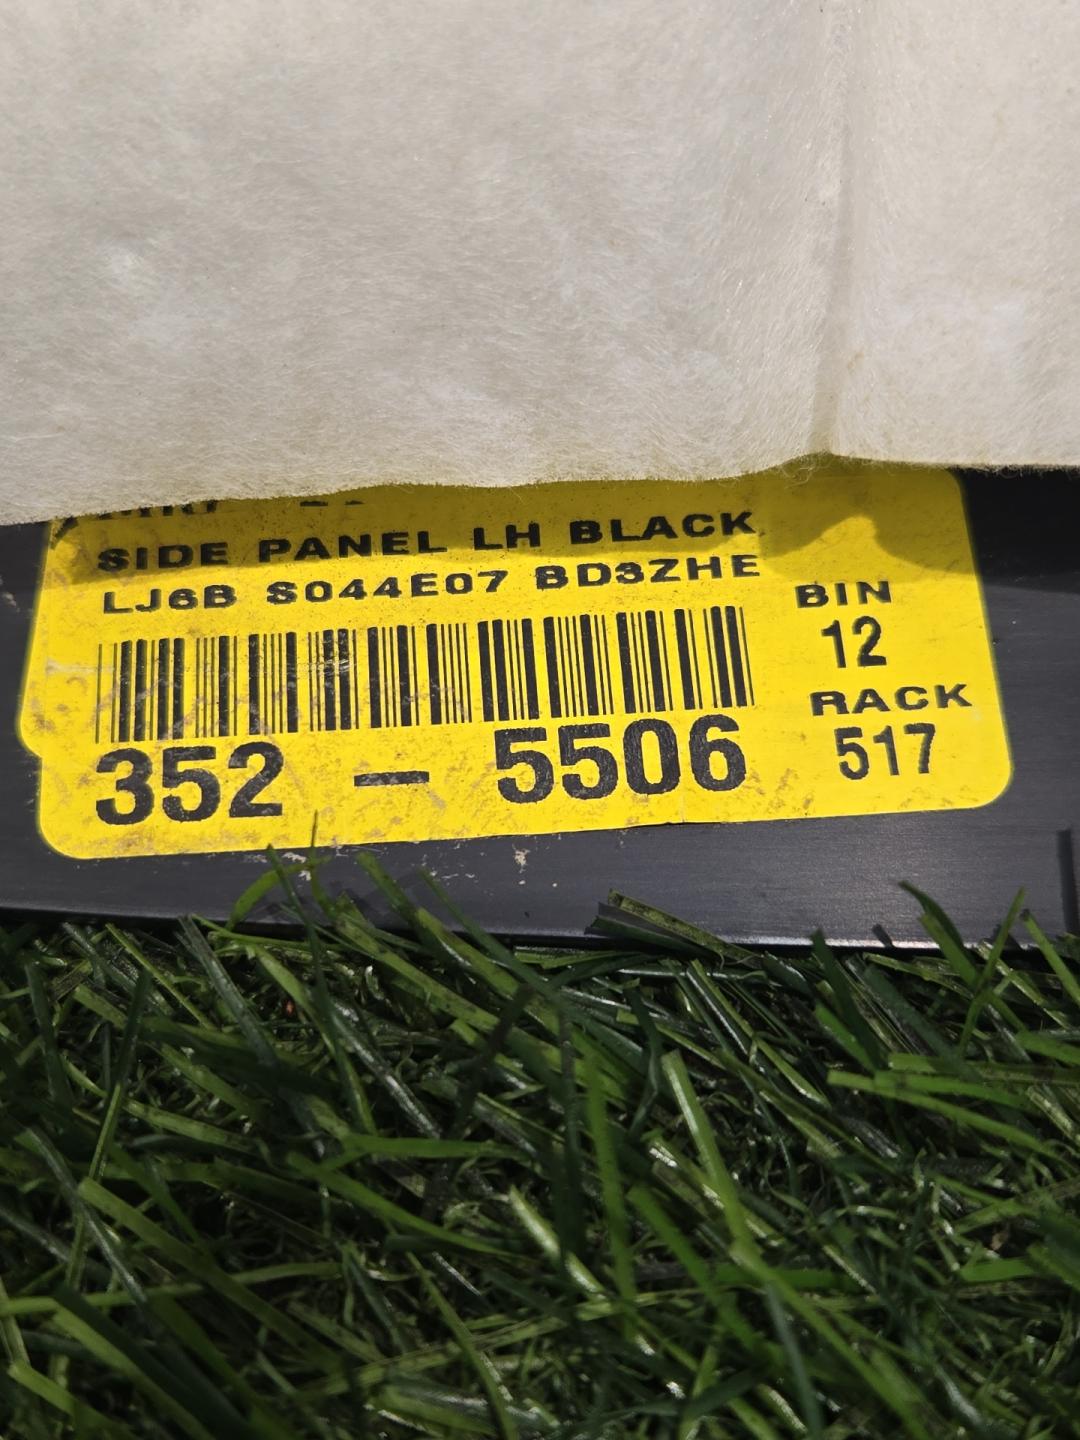 SIDE PANEL LH BLACK
LJ6B S044E07 BD3ZHE
BIN
12
RACK
517
352 - 5506